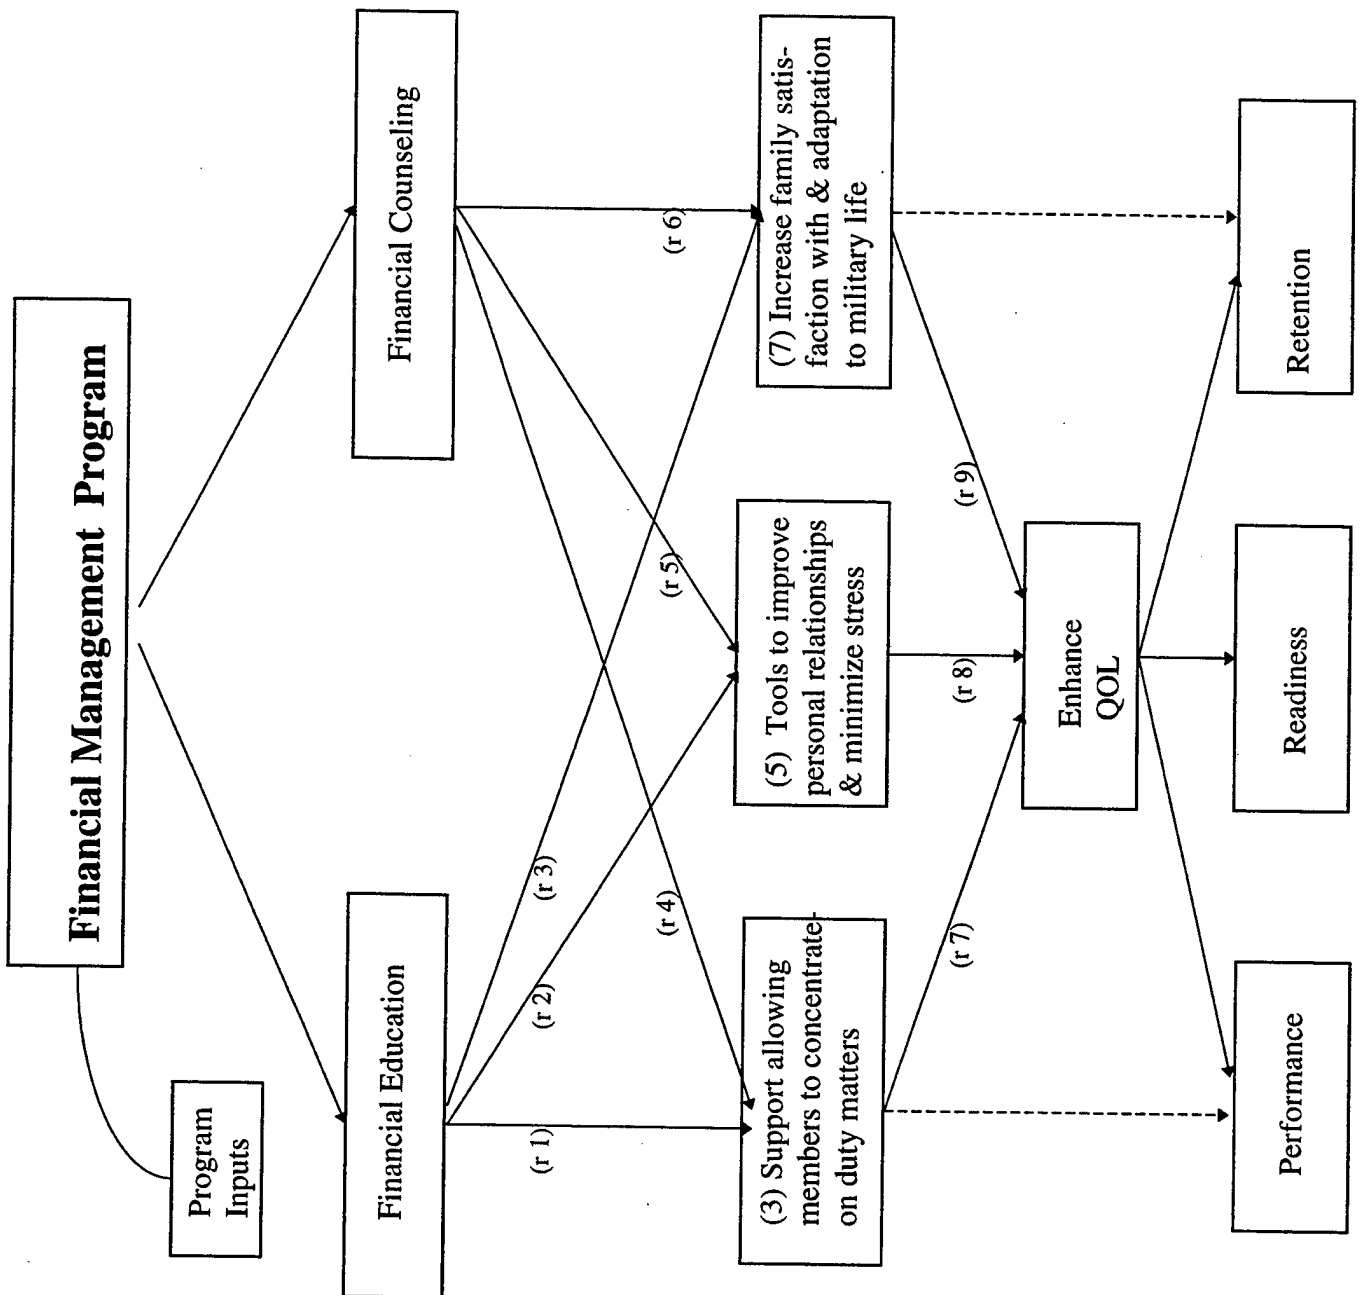 Financial Management Program
Program
Inputs
Financial Education
Financial Counseling
(r 1)
(r 2)
(r 3)
(r 4)
(r 5)
(r 6)
(3) Support allowing
members to concentrate
on duty matters
(5) Tools to improve
personal relationships
& minimize stress
(7) Increase family satis-
faction with & adaptation
to military life
(r 7)
(r 8)
(r 9)
Enhance
QOL
Performance
Readiness
Retention